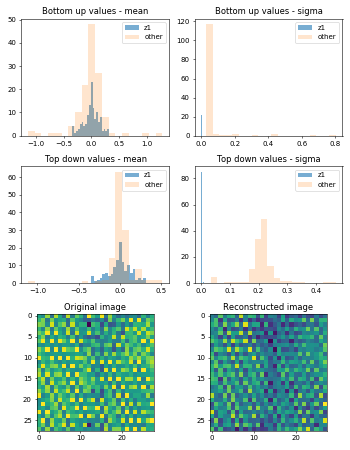 Bottom up values - mean
Bottom up values - sigma
50
40
30
20
10
0
z1
other
−1.0 −0.5 0.0 0.5 1.0
120
100
80
60
40
20
0
z1
other
0.0 0.2 0.4 0.6 0.8
Top down values - mean
Top down values - sigma
60
50
40
30
20
10
0
z1
other
−1.0 −0.5 0.0 0.5
80
60
40
20
0
z1
other
0.0 0.1 0.2 0.3 0.4
Original image
Reconstructed image
0
5
10
15
20
25
0 20
0
5
10
15
20
25
0 20